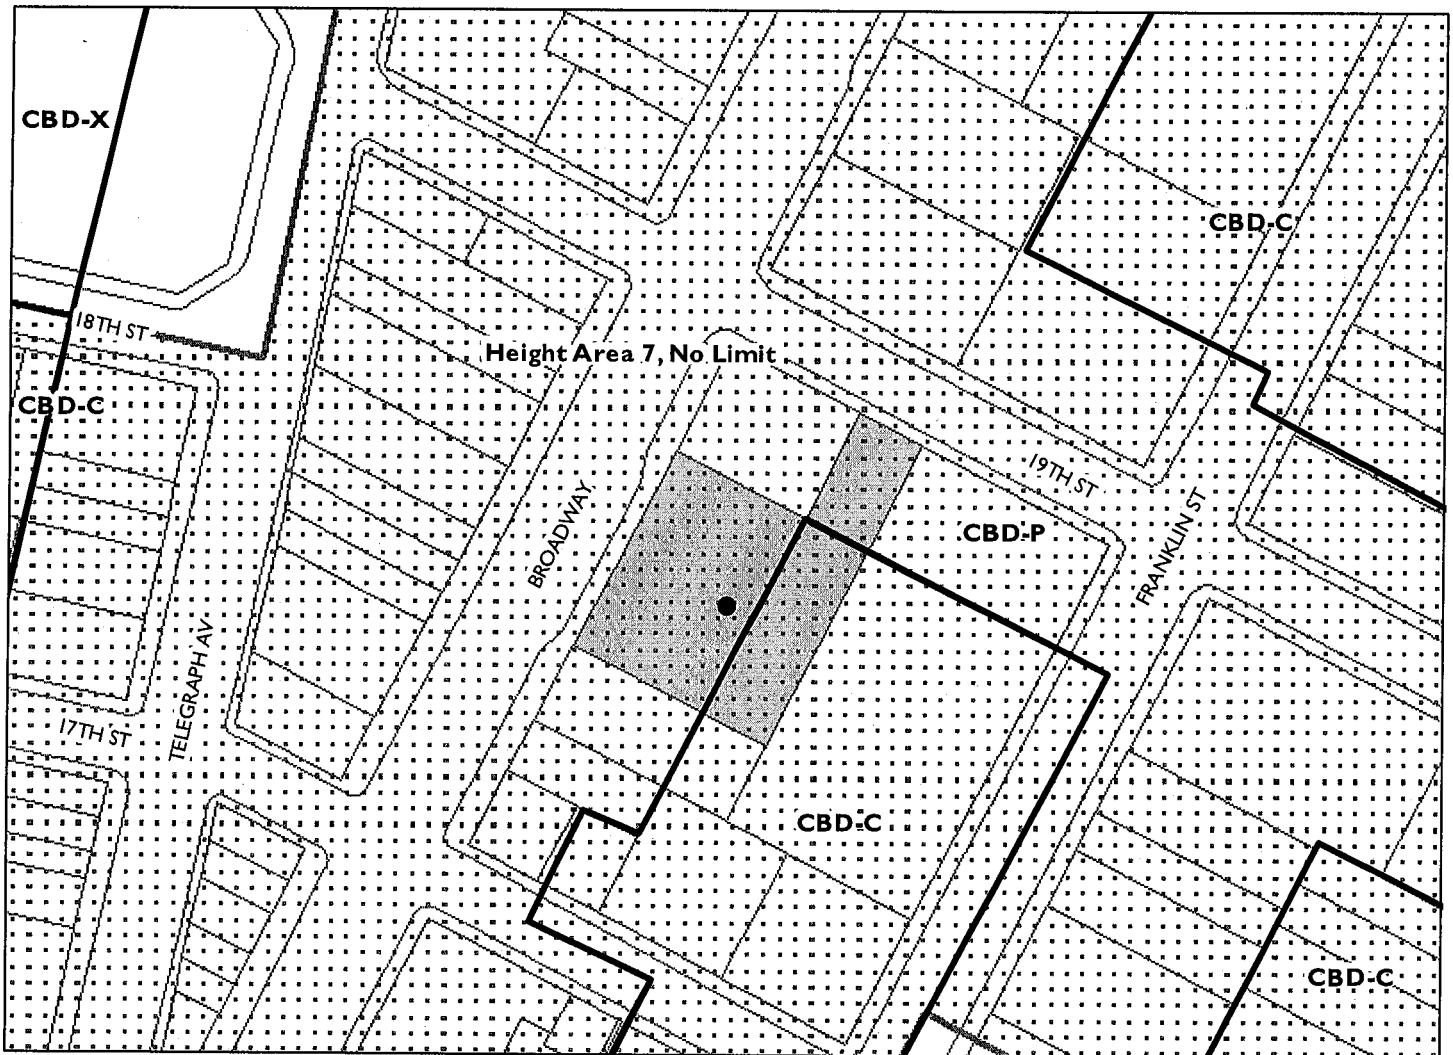 CBD-X
CBD-C
18TH ST
Height Area 7, No Limit
CBD-C
19TH ST
BROADWAY
CBD-P
FRANKLIN ST
TELEGRAPH AV
17TH ST
CBD-C
CBD-C